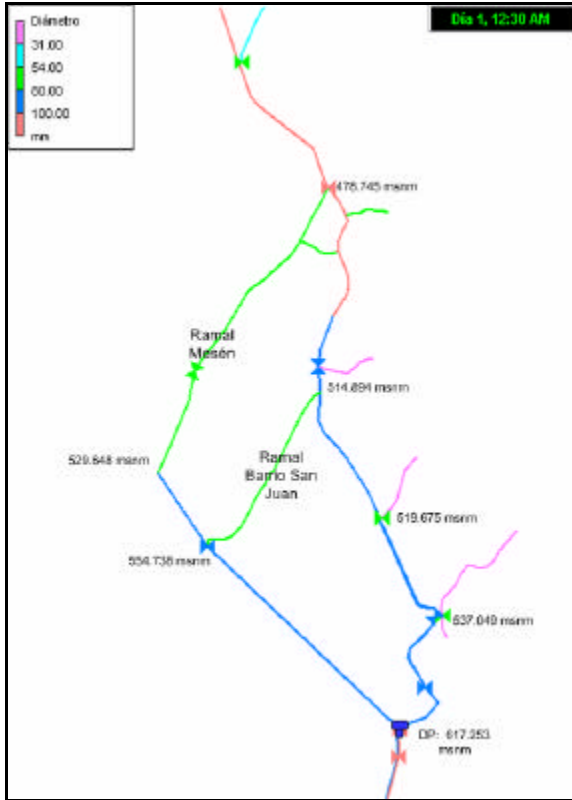 Diámetro
31.00
54.00
80.00
100.00
mm
Día 1, 12:30 AM
478.745 msnm
Ramal
Mesén
514.894 msnm
529.648 msnm
Ramal
Barrio San
Juan
519.675 msnm
554.738 msnm
537.049 msnm
DP: 617.253
msnm